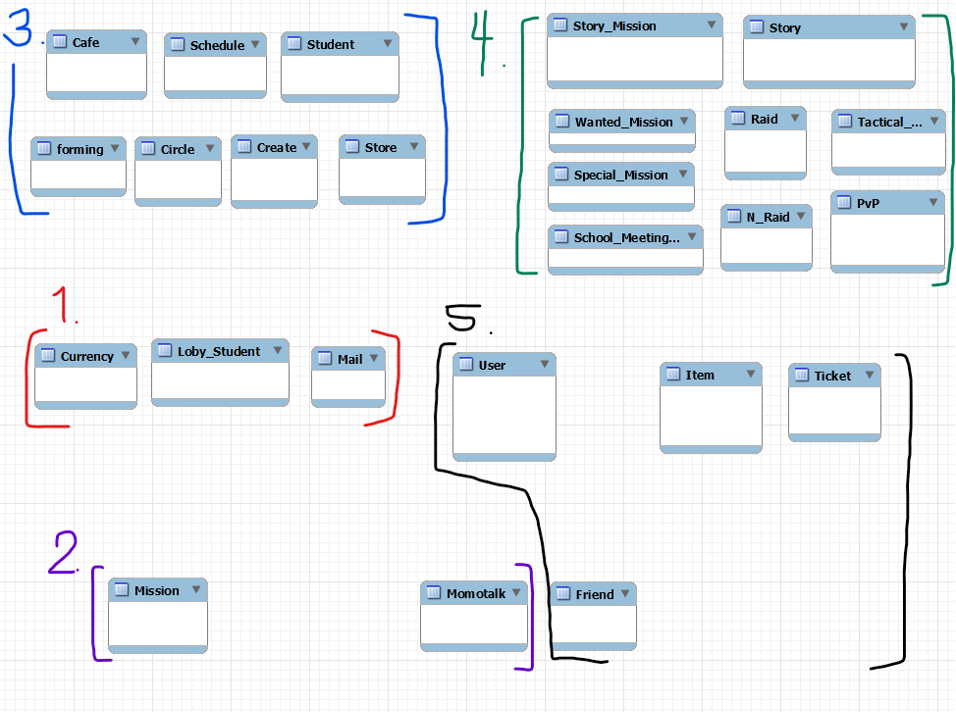 3.
Cafe
Schedule
Student
forming
Circle
Create
Store
4.
Story_Mission
Story
Wanted_Mission
Raid
Tactical_...
Special_Mission
PvP
N_Raid
School_Meeting...
1.
Currency
Loby_Student
Mail
5.
User
Item
Ticket
2.
Mission
Momotalk
Friend